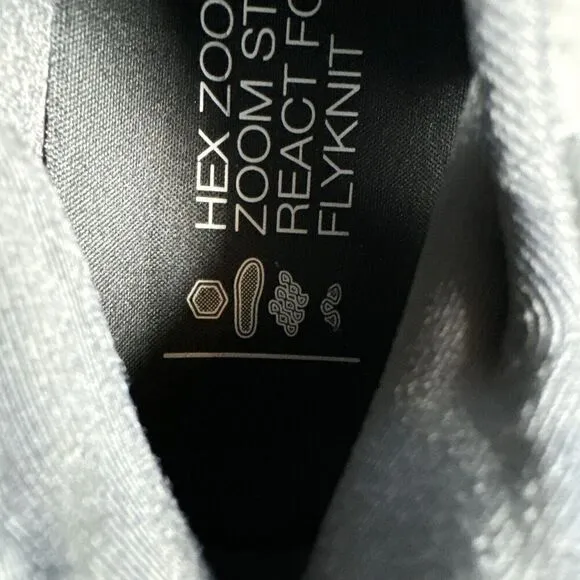 HEX ZOO
ZOOM ST
REACT FO
FLYKNIT